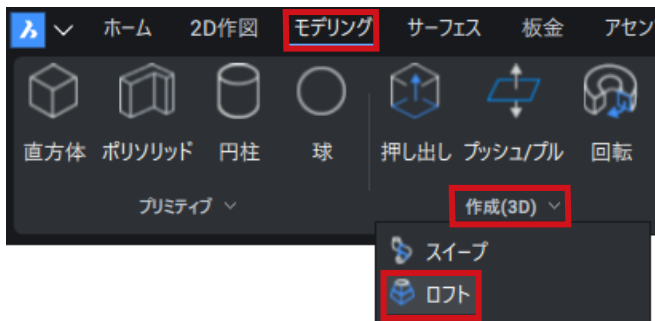 ホーム 2D作図 モデリング サーフェス 板金 アセン
直方体 ポリソリッド 円柱 球 押し出し プッシュ/プル 回転
プリミティブ 作成(3D)
スイープ
ロフト